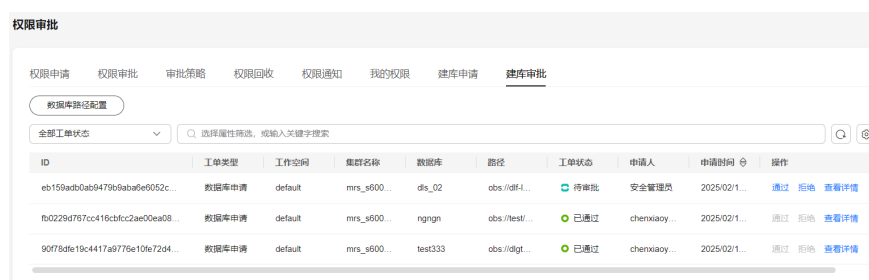 权限审批
权限申请 权限审批 审批策略 权限回收 权限通知 我的权限 建库申请 建库审批
数据库路径配置
全部工单状态 选择属性筛选，或输入关键字搜索
ID 工单类型 工作空间 集群名称 数据库 路径 工单状态 申请人 申请时间 操作
eb159adb0ab9479b9aba6e6052c... 数据库申请 default mrs_s600... dls_02 obs://dlf-l... 待审批 安全管理员 2025/02/1... 通过 拒绝 查看详情
fb0229d767cc416cbfcc2ae00ea08... 数据库申请 default mrs_s600... ngngn obs://test/... 已通过 chenxiaoy... 2025/02/1... 通过 拒绝 查看详情
90f78dfe19c4417a9776e10fe72d4... 数据库申请 default mrs_s600... test333 obs://dlgt... 已通过 chenxiaoy... 2025/02/1... 通过 拒绝 查看详情